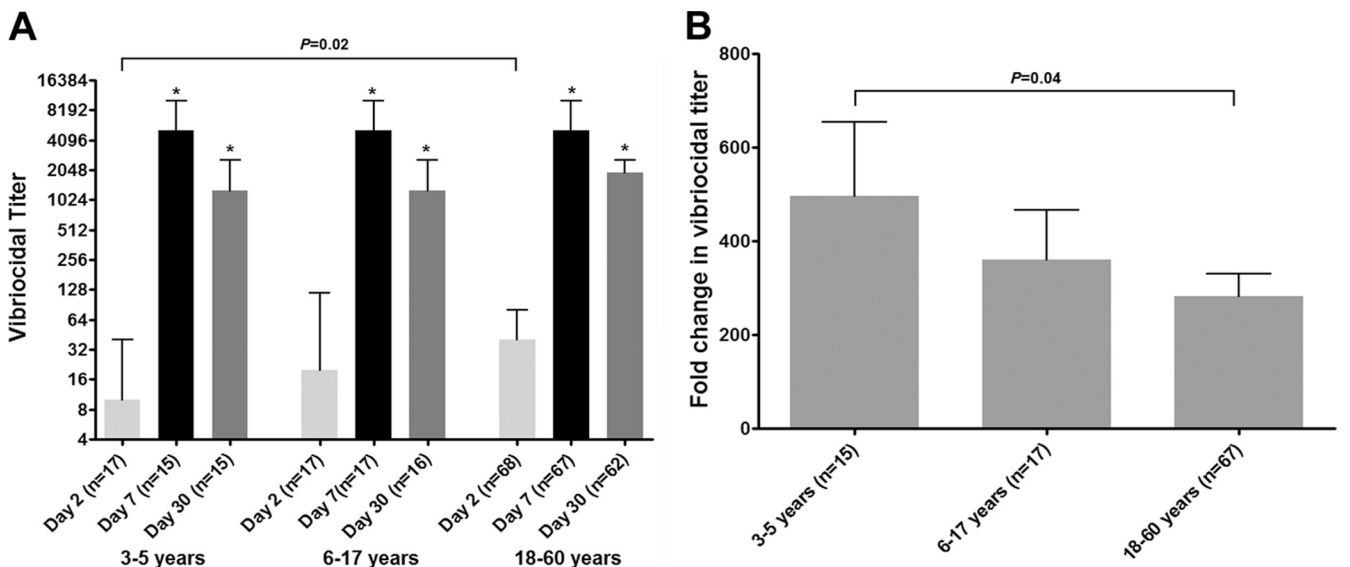 A
P=0.02
Vibriocidal Titer
16384
8192
4096
2048
1024
512
256
128
64
32
16
8
4
*
*
*
*
*
*
Day 2 (n=17)
Day 7 (n=15)
Day 30 (n=15)
Day 2 (n=17)
Day 7(n=17)
Day 30 (n=16)
Day 2 (n=68)
Day 7 (n=67)
Day 30 (n=62)
3-5 years
6-17 years
18-60 years
B
P=0.04
Fold change in vibriocidal titer
800
600
400
200
0
3-5 years (n=15)
6-17 years (n=17)
18-60 years (n=67)